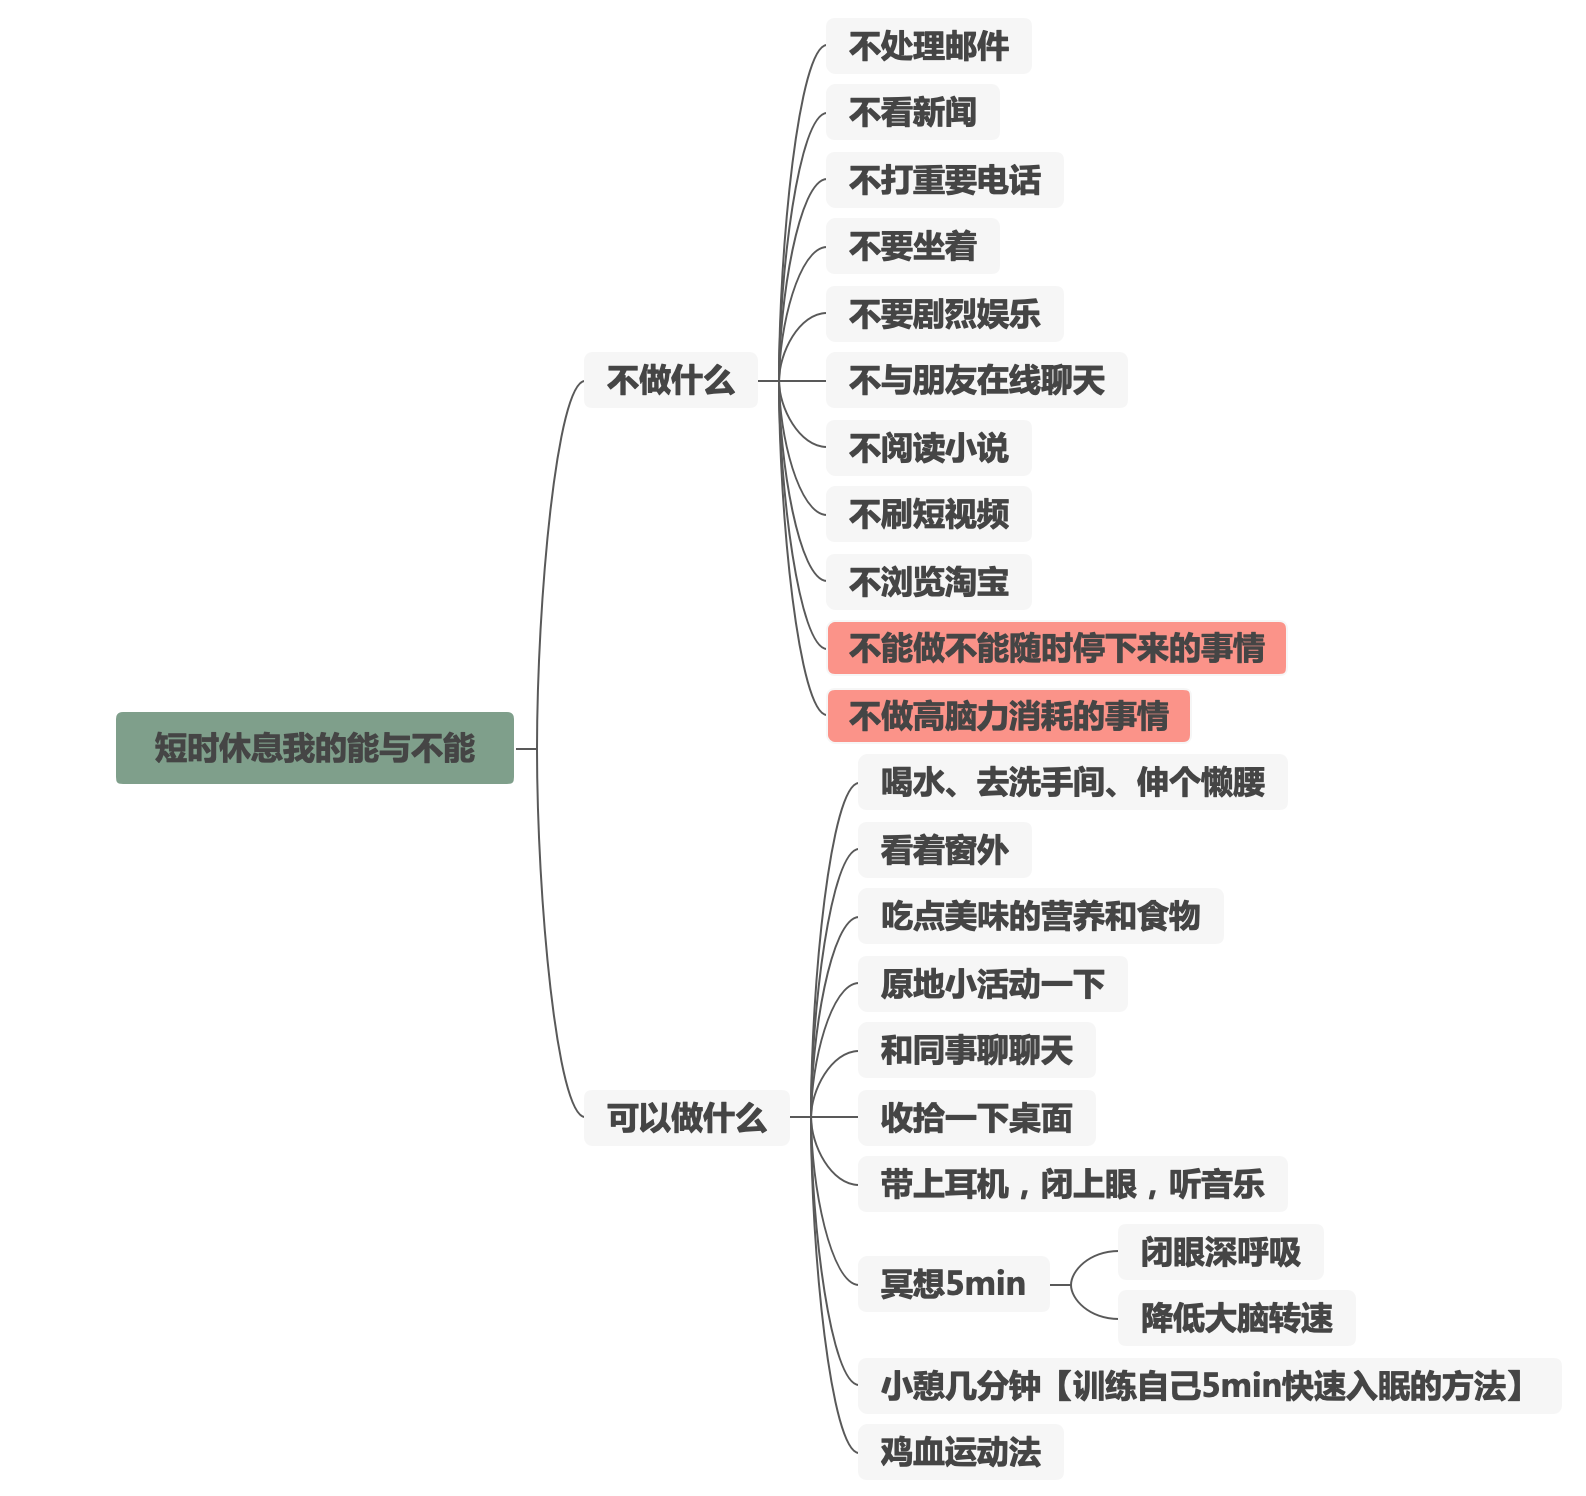 不处理邮件
不看新闻
不打重要电话
不要坐着
不要剧烈娱乐
不做什么
不与朋友在线聊天
不阅读小说
不刷短视频
不浏览淘宝
不能做不能随时停下来的事情
不做高脑力消耗的事情
短时休息我的能与不能
喝水、去洗手间、伸个懒腰
看着窗外
吃点美味的营养和食物
原地小活动一下
和同事聊聊天
可以做什么
收拾一下桌面
带上耳机，闭上眼，听音乐
冥想5min
闭眼深呼吸
降低大脑转速
小憩几分钟【训练自己5min快速入眠的方法】
鸡血运动法